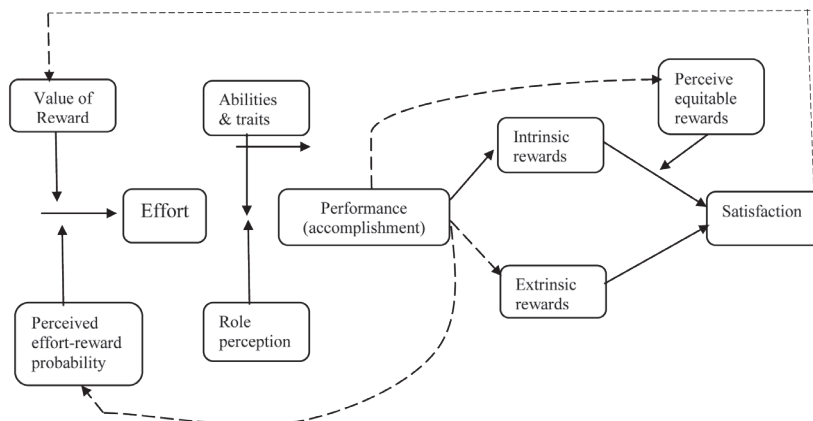 Value of
Reward
Abilities
& traits
Perceive
equitable
rewards
Intrinsic
rewards
Effort
Performance
(accomplishment)
Satisfaction
Extrinsic
rewards
Perceived
effort-reward
probability
Role
perception